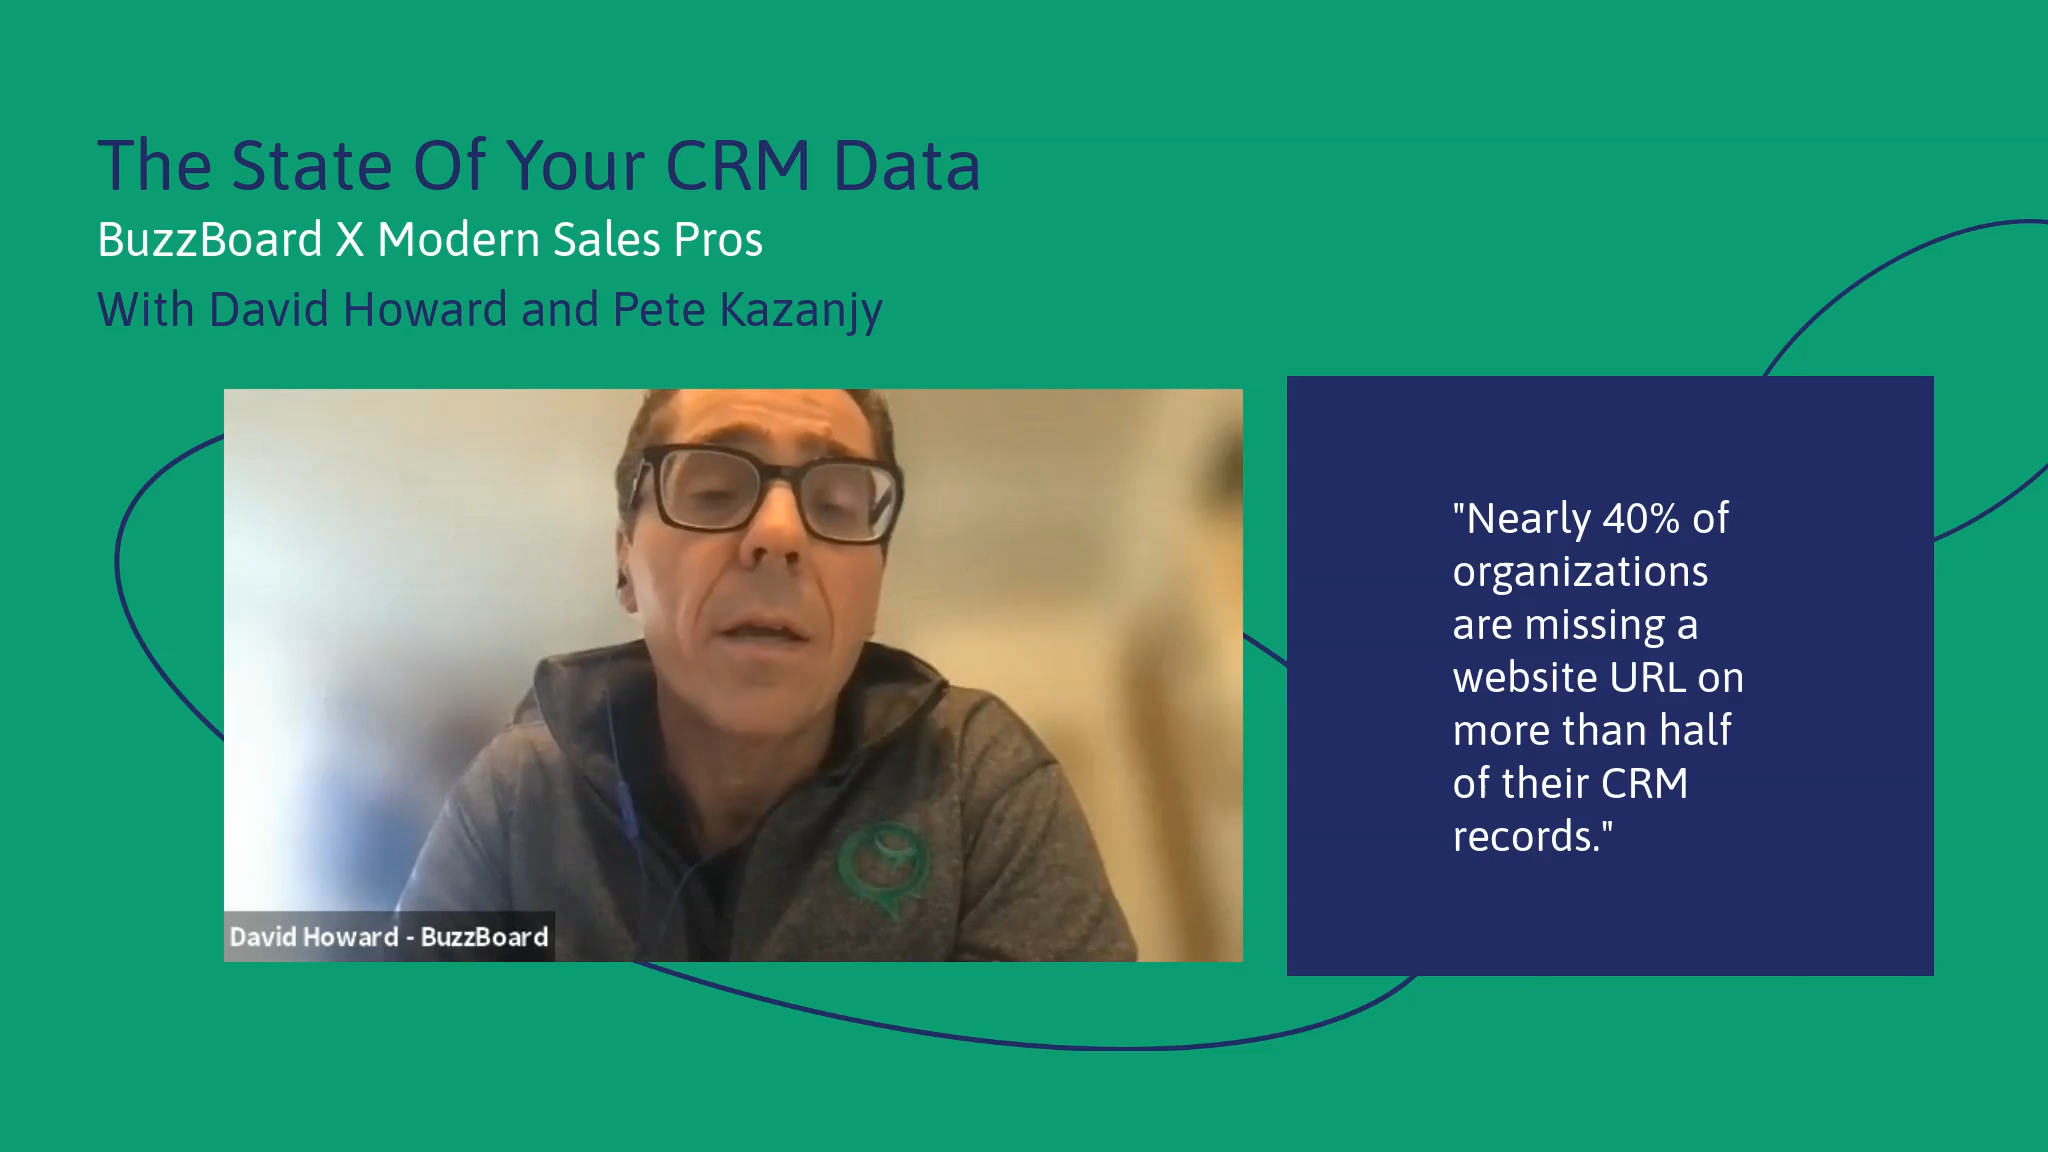 The State Of Your CRM Data
BuzzBoard X Modern Sales Pros
With David Howard and Pete Kazanjy
"Nearly 40% of
organizations
are missing a
website URL on
more than half
of their CRM
records."
David Howard - BuzzBoard